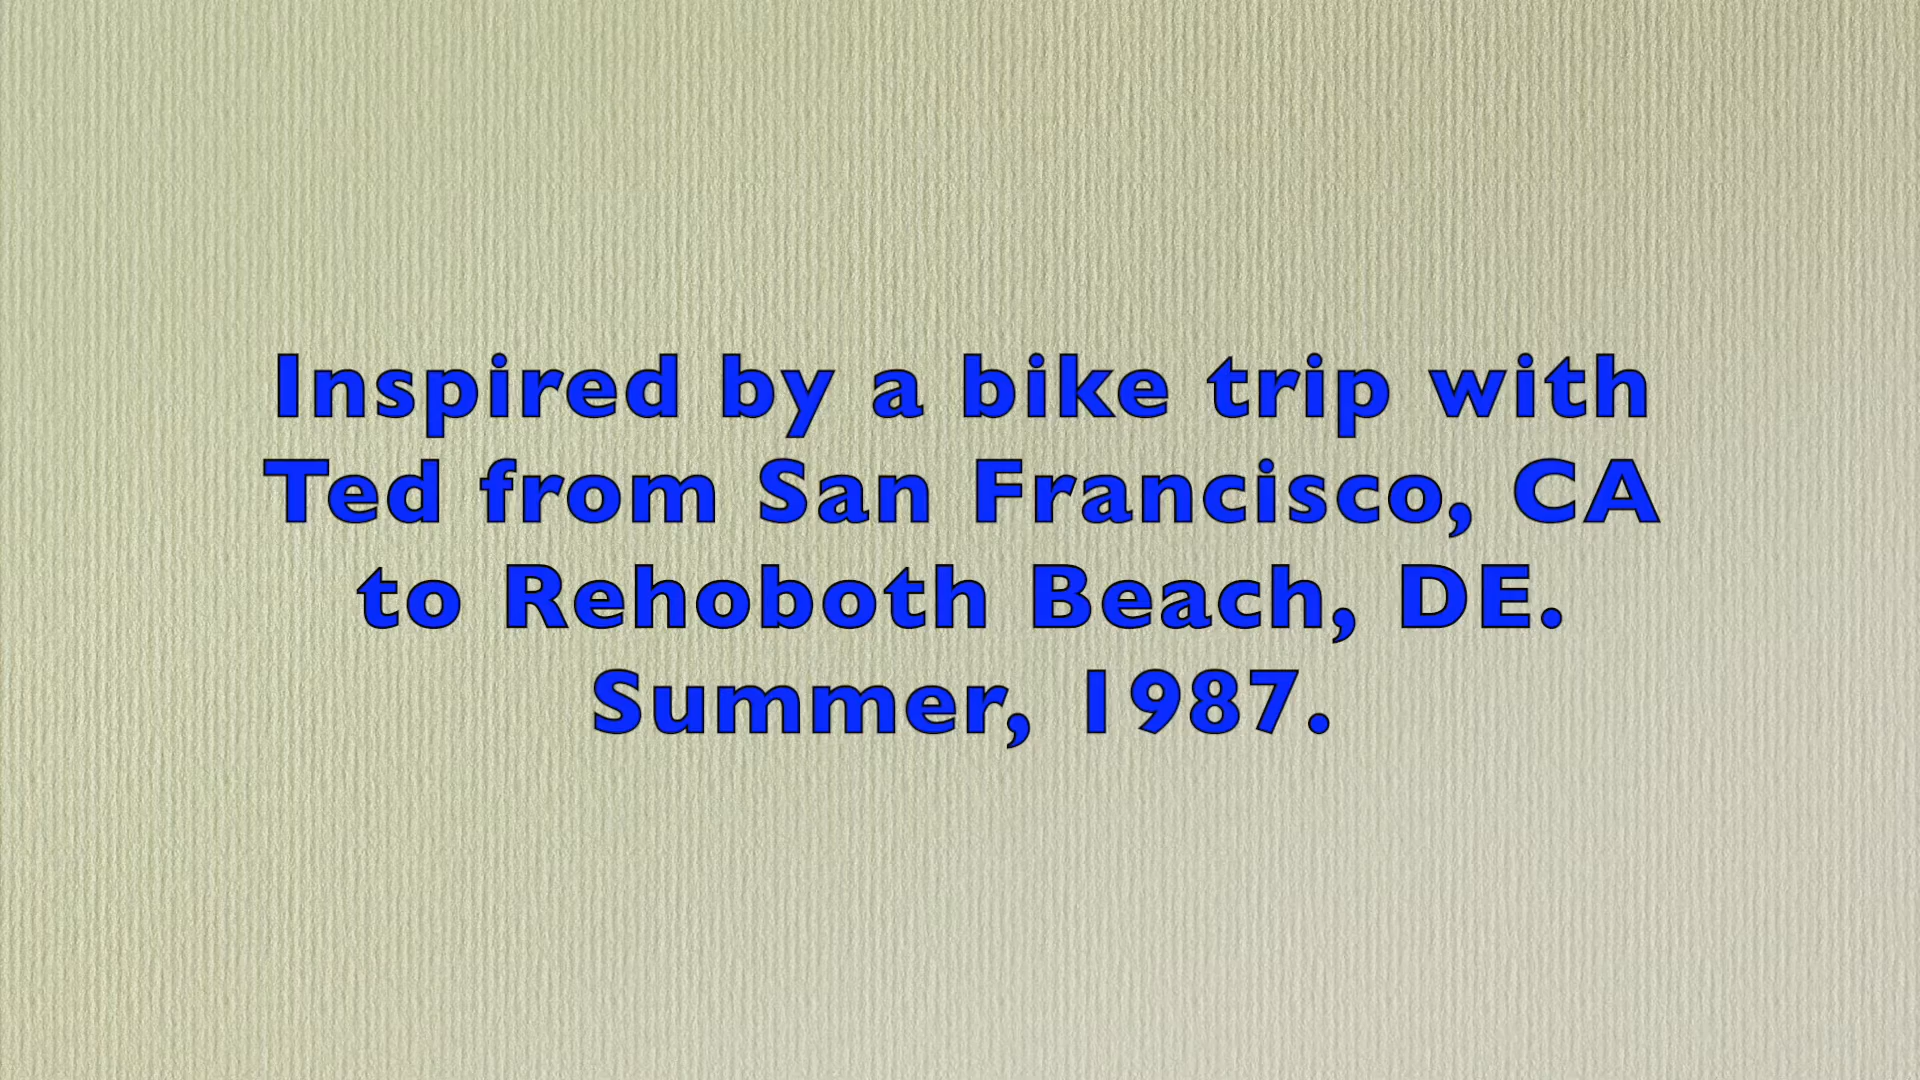 Inspired by a bike trip with
Ted from San Francisco, CA
to Rehoboth Beach, DE.
Summer, 1987.